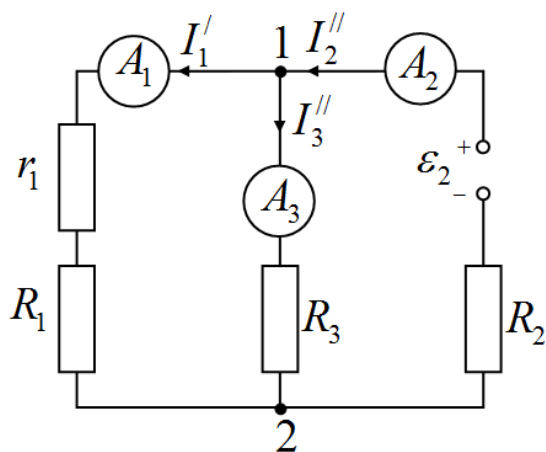 A₁ I₁′ 1 I₂″ A₂
I₃″
r₁ ε₂ + −
A₃
R₁ R₃ R₂
2